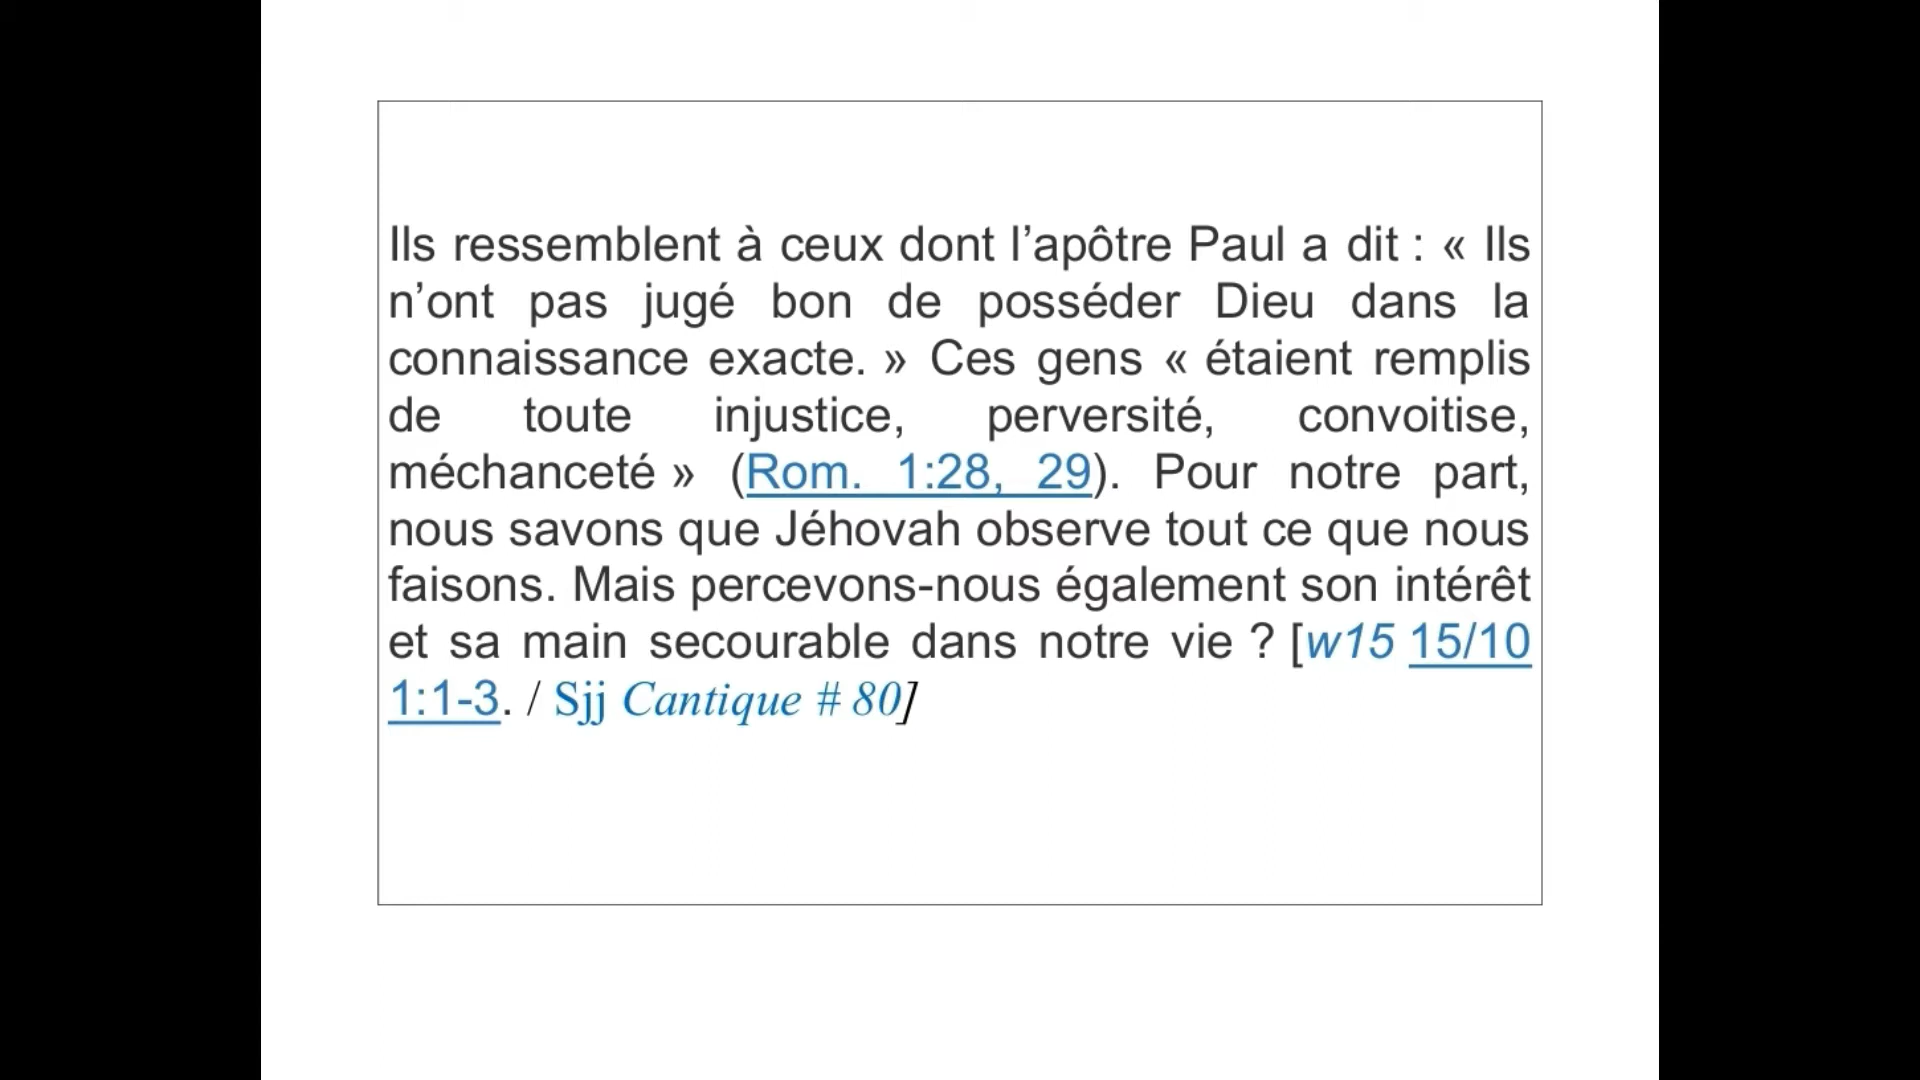 Ils ressemblent à ceux dont l’apôtre Paul a dit : « Ils
n’ont pas jugé bon de posséder Dieu dans la
connaissance exacte. » Ces gens « étaient remplis
de toute injustice, perversité, convoitise,
méchanceté » (Rom. 1:28, 29). Pour notre part,
nous savons que Jéhovah observe tout ce que nous
faisons. Mais percevons-nous également son intérêt
et sa main secourable dans notre vie ? [w15 15/10
1:1-3. / Sjj Cantique # 80]